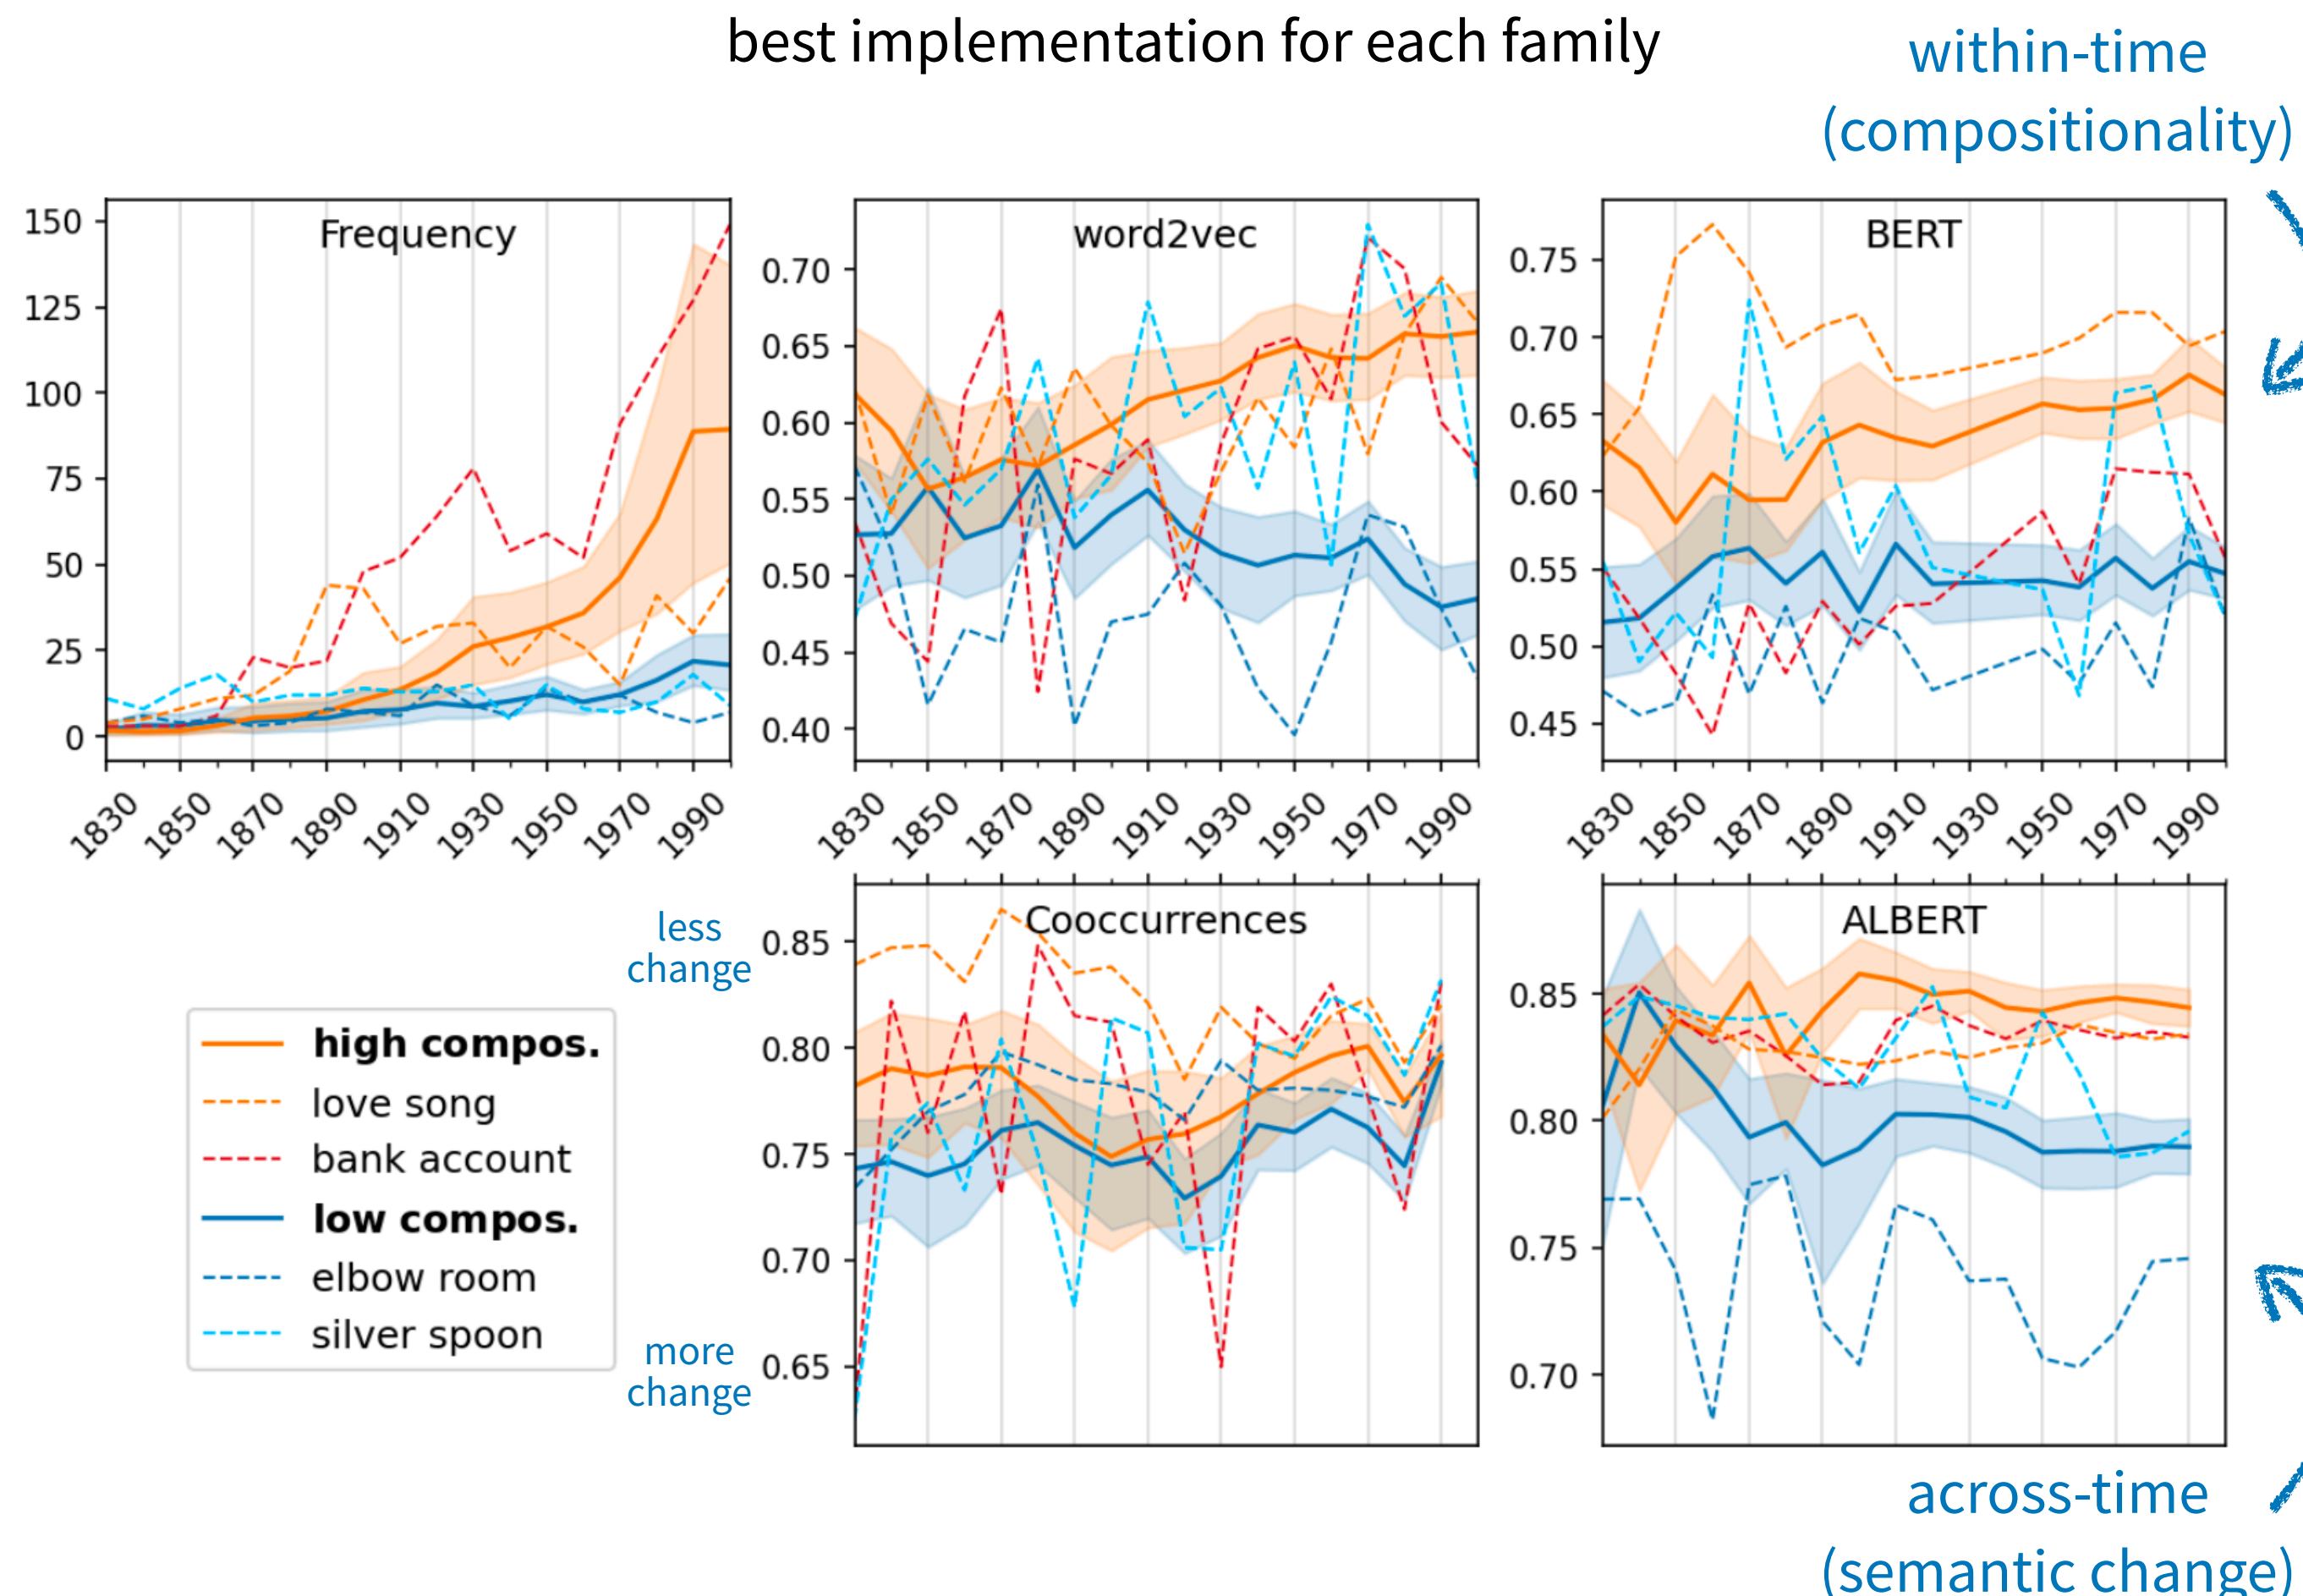 best implementation for each family
within-time
(compositionality)
Frequency
150
125
100
75
50
25
0
1830
1850
1870
1890
1910
1930
1950
1970
1990
word2vec
0.70
0.65
0.60
0.55
0.50
0.45
0.40
1830
1850
1870
1890
1910
1930
1950
1970
1990
BERT
0.75
0.70
0.65
0.60
0.55
0.50
0.45
1830
1850
1870
1890
1910
1930
1950
1970
1990
high compos.
love song
bank account
low compos.
elbow room
silver spoon
less
change
more
change
Cooccurrences
0.85
0.80
0.75
0.70
0.65
ALBERT
0.85
0.80
0.75
0.70
across-time
(semantic change)